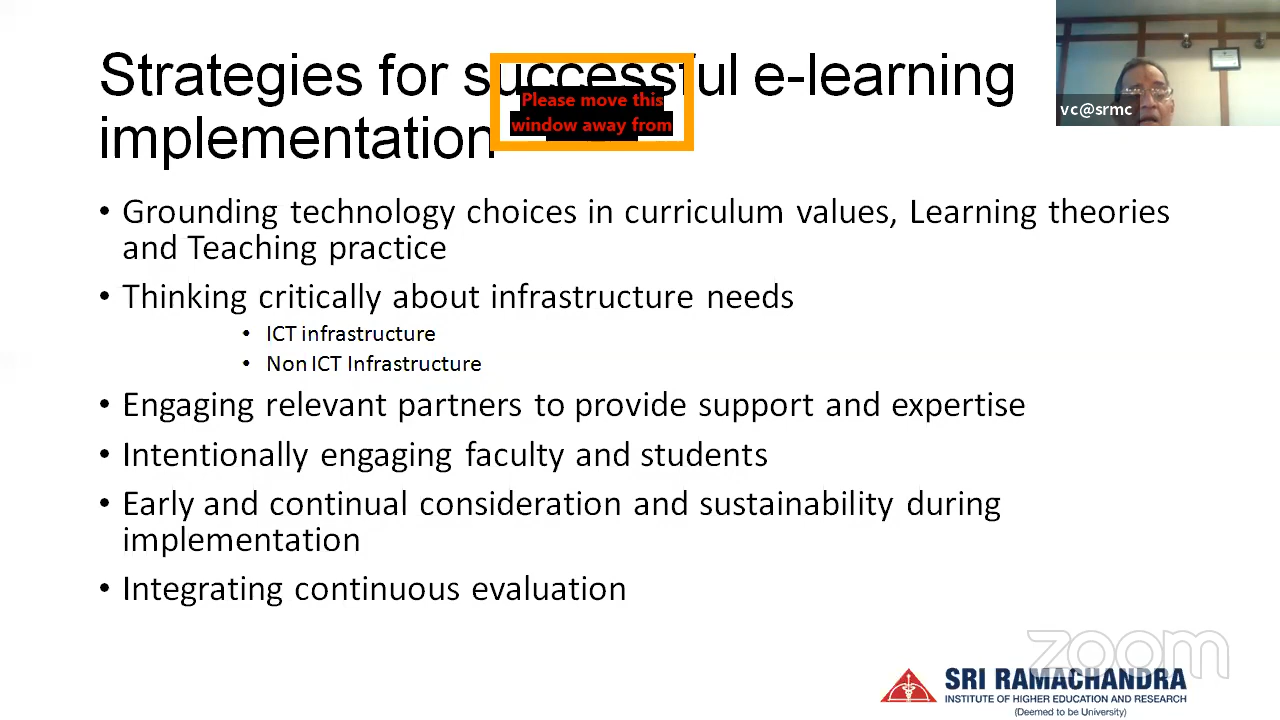 Strategies for successful e-learning
implementation
Please move this
window away from
vc@srmc
• Grounding technology choices in curriculum values, Learning theories
and Teaching practice
• Thinking critically about infrastructure needs
• ICT infrastructure
• Non ICT Infrastructure
• Engaging relevant partners to provide support and expertise
• Intentionally engaging faculty and students
• Early and continual consideration and sustainability during
implementation
• Integrating continuous evaluation
zoom
SRI RAMACHANDRA
INSTITUTE OF HIGHER EDUCATION AND RESEARCH
(Deemed to be University)